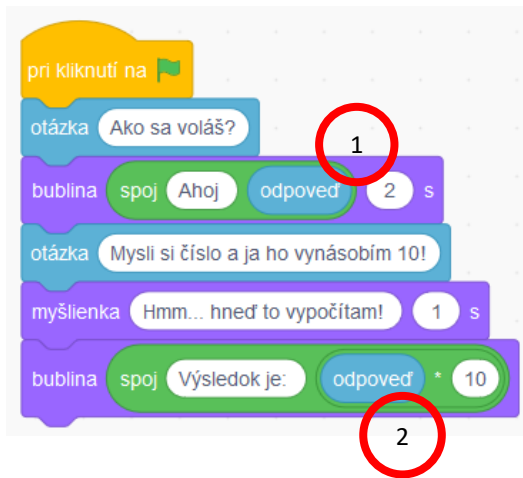 pri kliknutí na
otázka Ako sa voláš?
1
bublina spoj Ahoj odpoveď 2 s
otázka Mysli si číslo a ja ho vynásobím 10!
myšlienka Hmm... hneď to vypočítam! 1 s
bublina spoj Výsledok je: odpoveď * 10
2